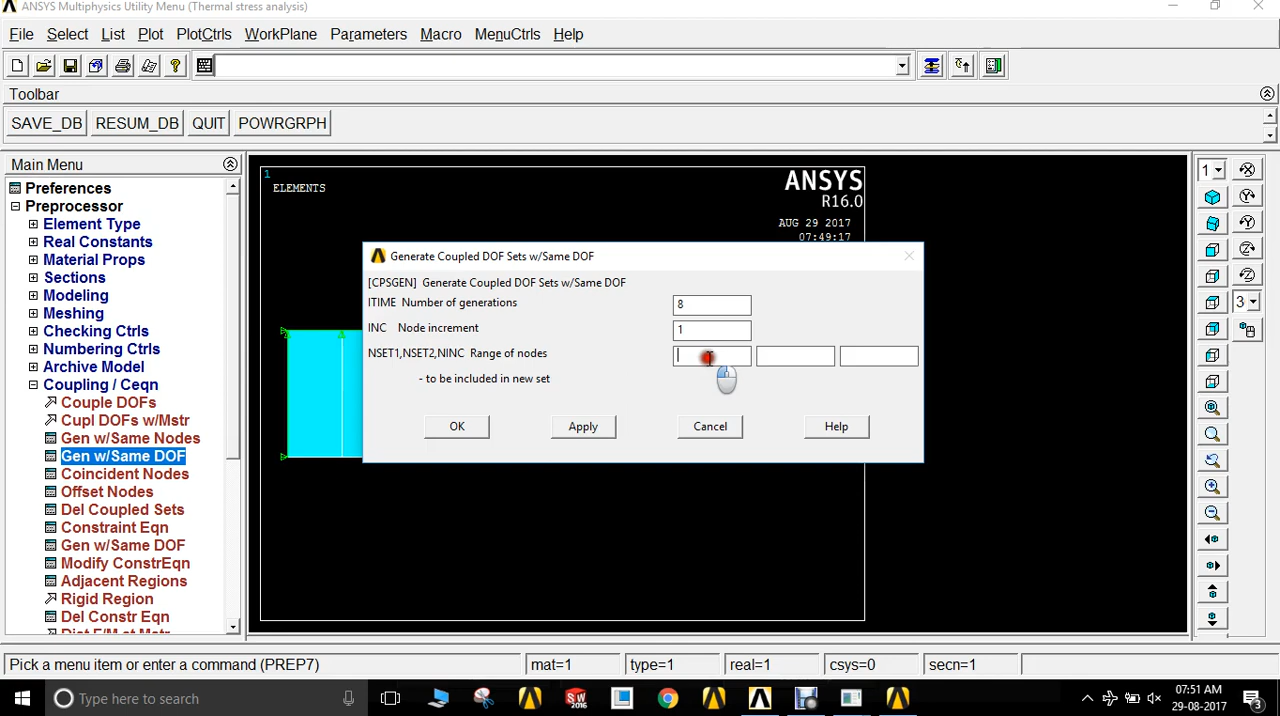 ANSYS Multiphysics Utility Menu (Thermal stress analysis)
File Select List Plot PlotCtrls WorkPlane Parameters Macro MenuCtrls Help
Toolbar
SAVE_DB RESUM_DB QUIT POWRGRPH
Main Menu
Preferences
Preprocessor
Element Type
Real Constants
Material Props
Sections
Modeling
Meshing
Checking Ctrls
Numbering Ctrls
Archive Model
Coupling / Ceqn
Couple DOFs
Cupl DOFs w/Mstr
Gen w/Same Nodes
Gen w/Same DOF
Coincident Nodes
Offset Nodes
Del Coupled Sets
Constraint Eqn
Gen w/Same DOF
Modify ConstrEqn
Adjacent Regions
Rigid Region
Del Constr Eqn
1
ELEMENTS
ANSYS
R16.0
AUG 29 2017
07:49:17
Generate Coupled DOF Sets w/Same DOF
[CPSGEN] Generate Coupled DOF Sets w/Same DOF
ITIME Number of generations 8
INC Node increment 1
NSET1,NSET2,NINC Range of nodes
- to be included in new set
OK Apply Cancel Help
1
3
Pick a menu item or enter a command (PREP7) mat=1 type=1 real=1 csys=0 secn=1
Type here to search
07:51 AM
29-08-2017
3